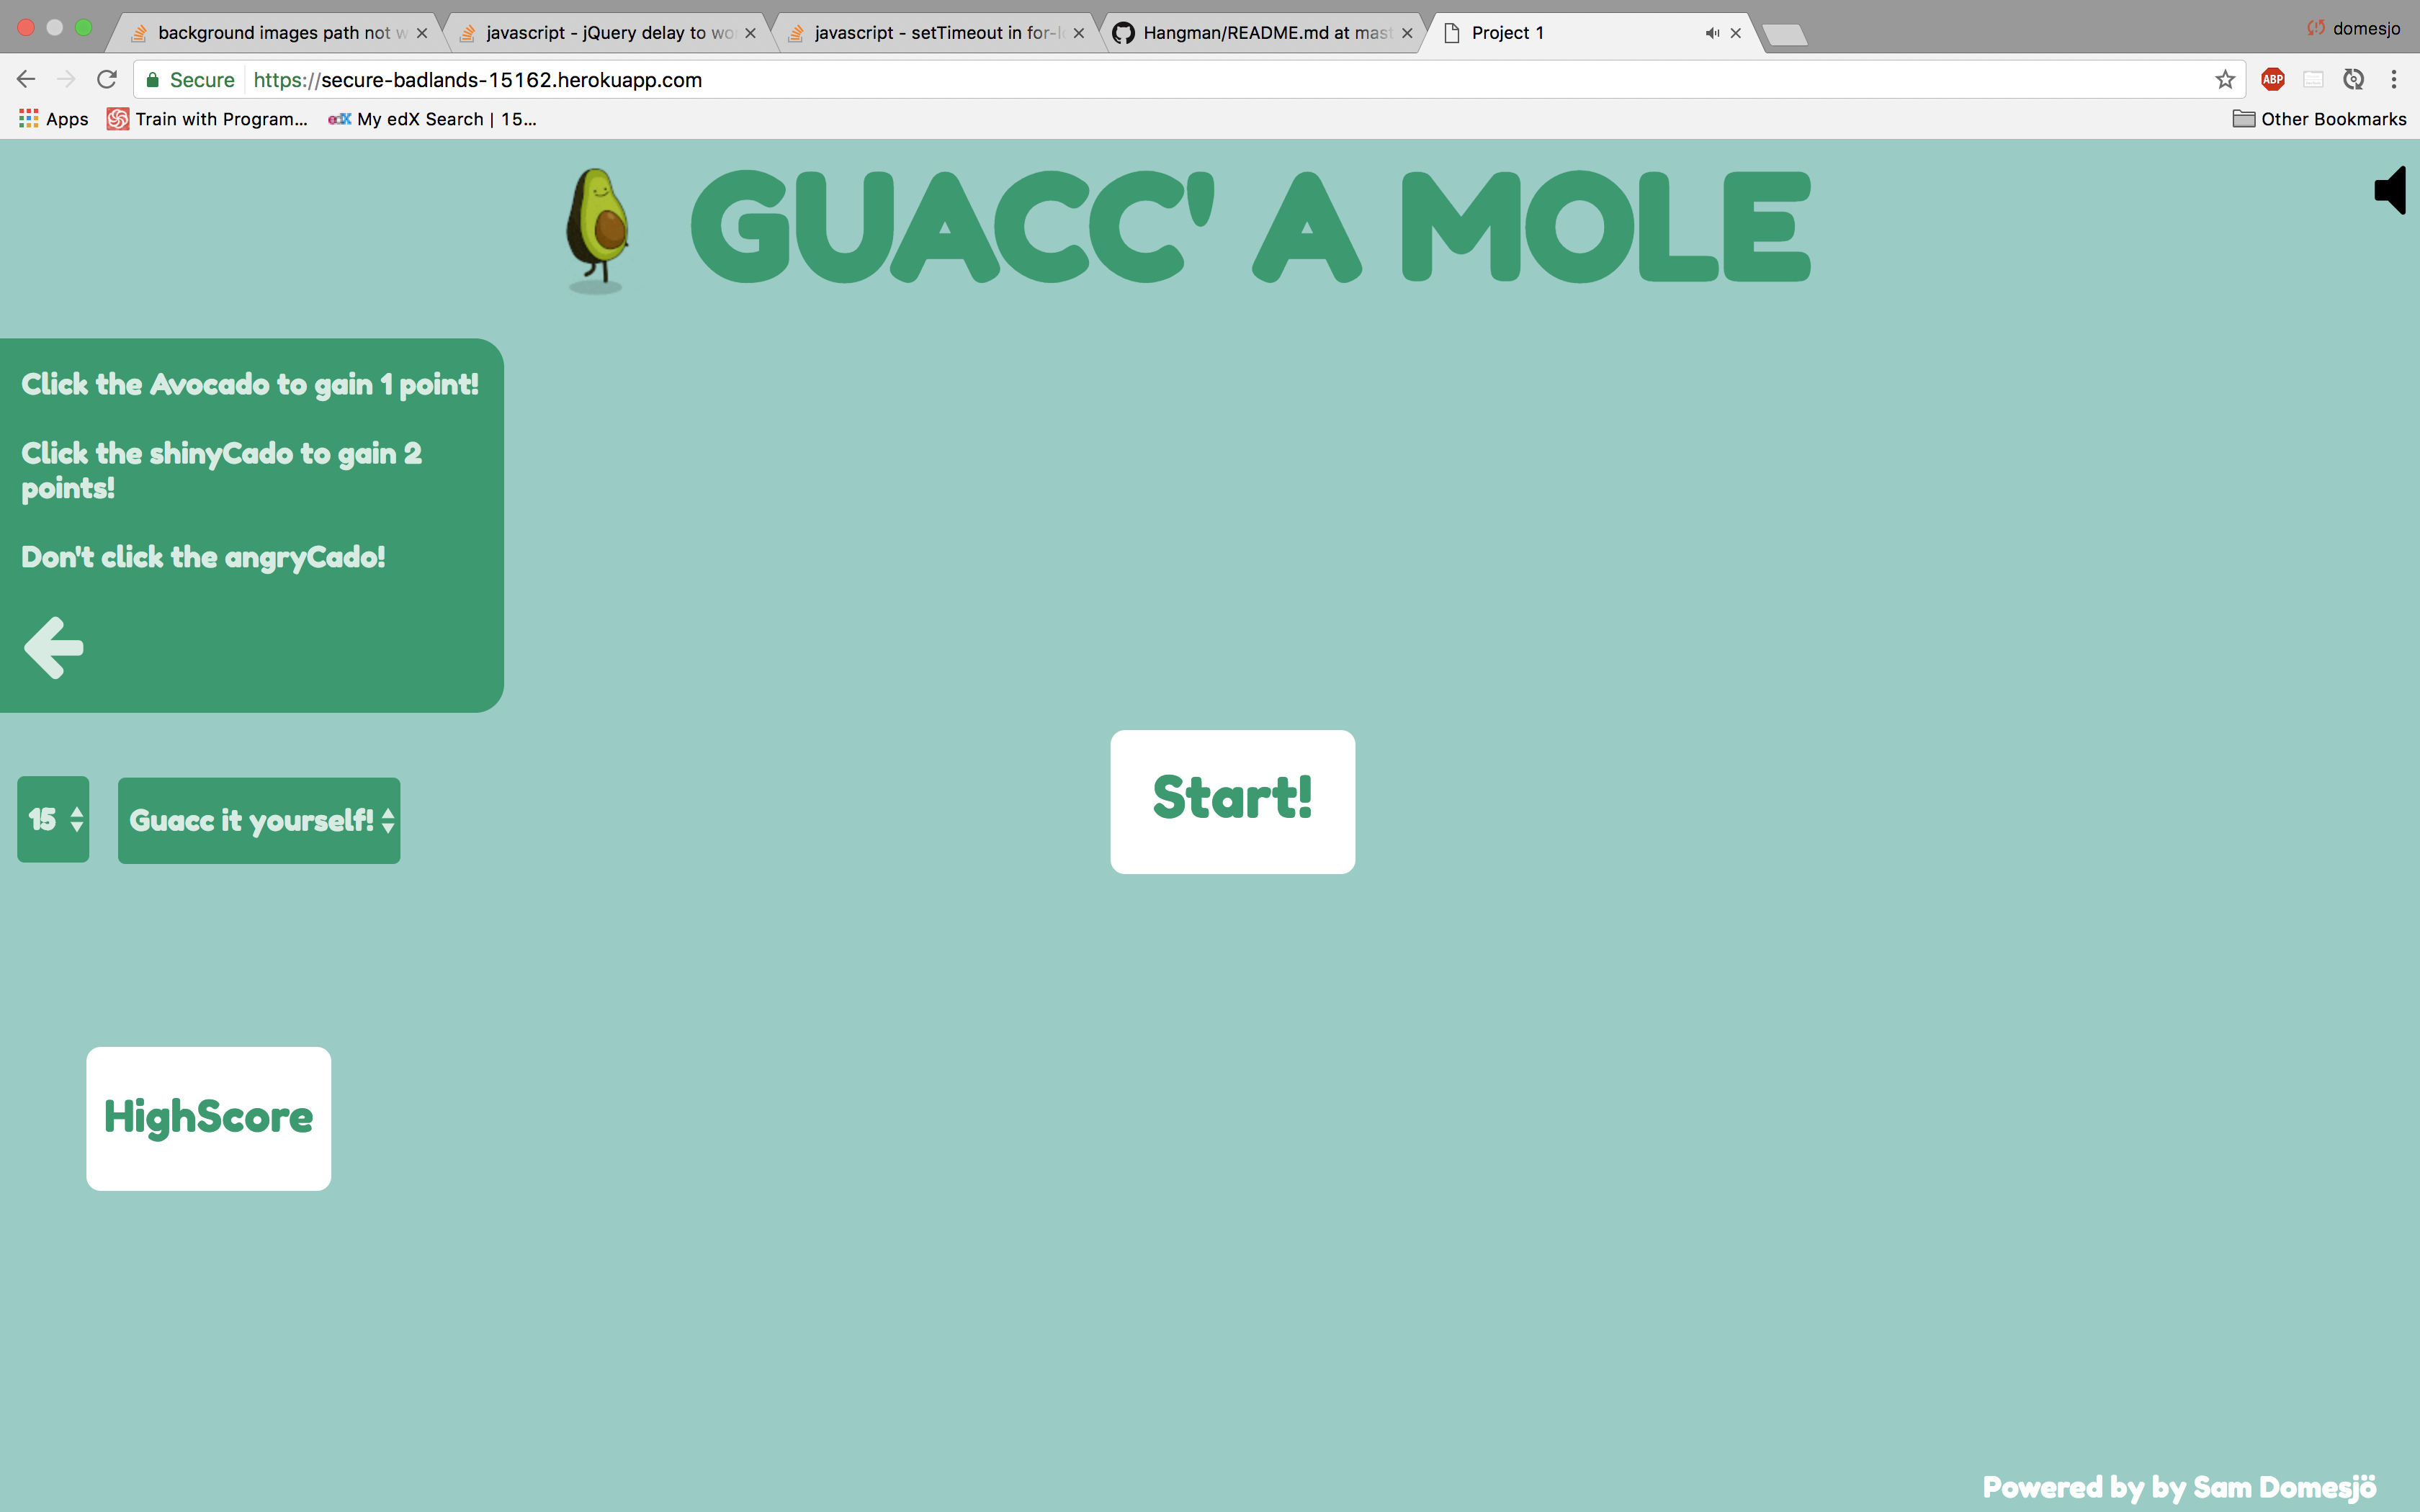 background images path not w
javascript - jQuery delay to wo
javascript - setTimeout in for-lo
Hangman/README.md at mast
Project 1
domesjo
Secure
https://secure-badlands-15162.herokuapp.com
ABP
Apps
Train with Program...
edX
My edX Search | 15...
Other Bookmarks
GUACC' A MOLE
Click the Avocado to gain 1 point!
Click the shinyCado to gain 2
points!
Don't click the angryCado!
Start!
15
Guacc it yourself!
HighScore
Powered by by Sam Domesjö